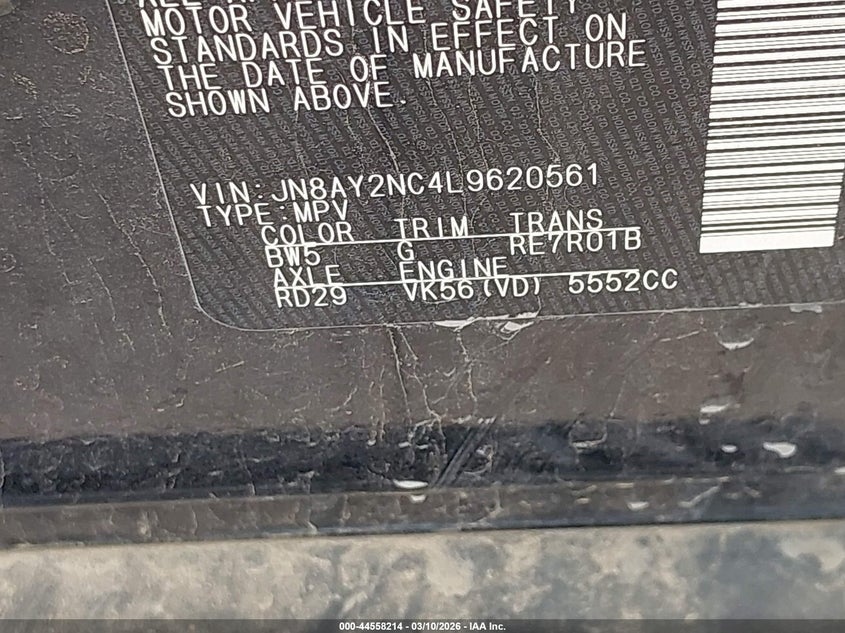 MOTOR VEHICLE SAFETY
STANDARDS IN EFFECT ON
THE DATE OF MANUFACTURE
SHOWN ABOVE.
VIN:JN8AY2NC4L9620561
TYPE:MPV
COLOR TRIM TRANS
BW5 G RE7R01B
AXLE ENGINE
RD29 VK56(VD) 5552CC
000-44558214 - 03/10/2026 - IAA Inc.